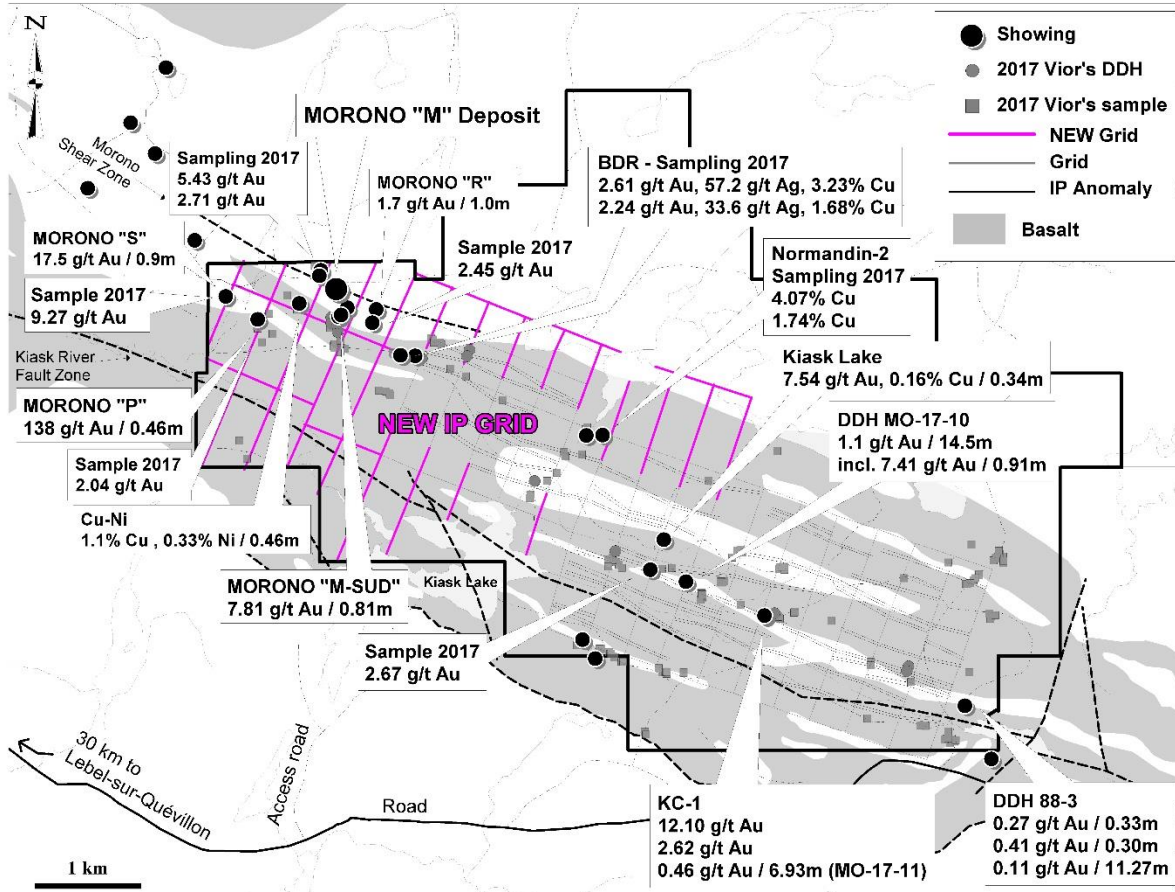 N
Showing
2017 Vior's DDH
2017 Vior's sample
NEW Grid
Grid
IP Anomaly
Basalt
Morono
Shear Zone
MORONO "M" Deposit
Sampling 2017
5.43 g/t Au
2.71 g/t Au
MORONO "R"
1.7 g/t Au / 1.0m
BDR - Sampling 2017
2.61 g/t Au, 57.2 g/t Ag, 3.23% Cu
2.24 g/t Au, 33.6 g/t Ag, 1.68% Cu
MORONO "S"
17.5 g/t Au / 0.9m
Sample 2017
2.45 g/t Au
Normandin-2
Sampling 2017
4.07% Cu
1.74% Cu
Sample 2017
9.27 g/t Au
Kiask River
Fault Zone
Kiask Lake
7.54 g/t Au, 0.16% Cu / 0.34m
MORONO "P"
138 g/t Au / 0.46m
NEW IP GRID
DDH MO-17-10
1.1 g/t Au / 14.5m
incl. 7.41 g/t Au / 0.91m
Sample 2017
2.04 g/t Au
Cu-Ni
1.1% Cu , 0.33% Ni / 0.46m
MORONO "M-SUD"
7.81 g/t Au / 0.81m
Kiask Lake
Sample 2017
2.67 g/t Au
30 km to
Lebel-sur-Quévillon
Access road
Road
KC-1
12.10 g/t Au
2.62 g/t Au
0.46 g/t Au / 6.93m (MO-17-11)
DDH 88-3
0.27 g/t Au / 0.33m
0.41 g/t Au / 0.30m
0.11 g/t Au / 11.27m
1 km